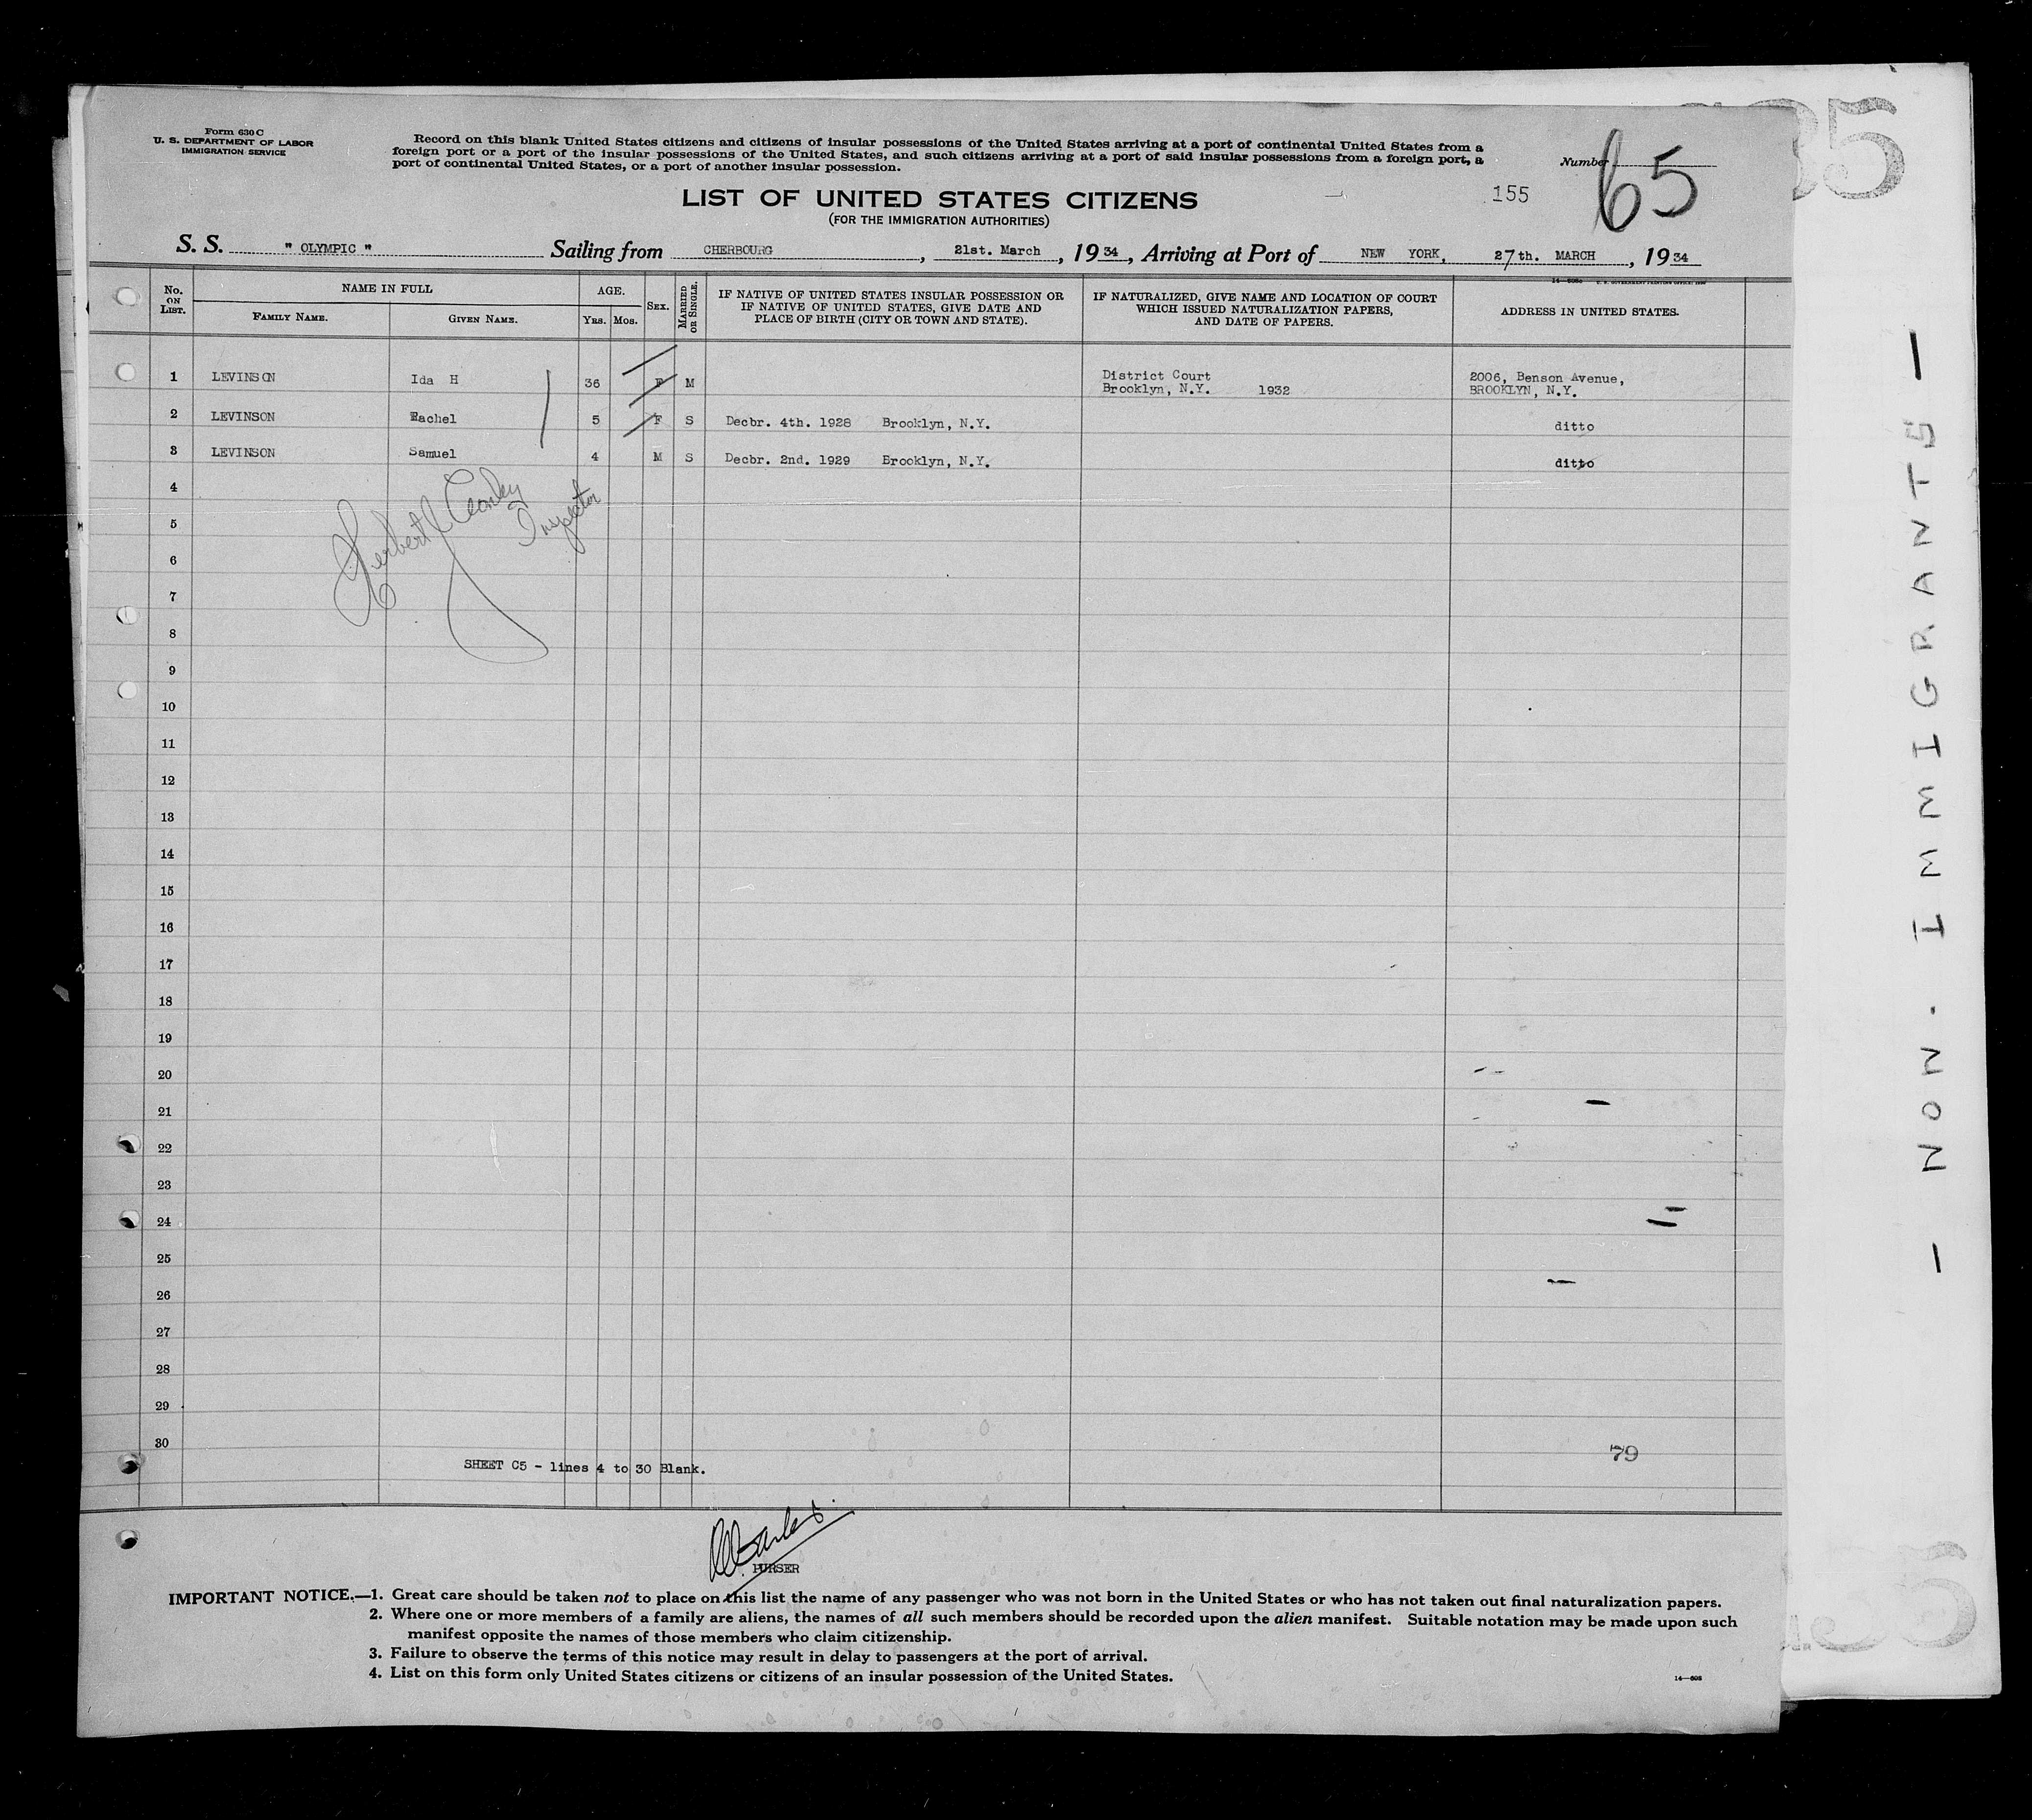 Form 630 C
U. S. DEPARTMENT OF LABOR
IMMIGRATION SERVICE
Record on this blank United States citizens and citizens of insular possessions of the United States arriving at a port of continental United States from a
foreign port or a port of the insular possessions of the United States, and such citizens arriving at a port of said insular possessions from a foreign port, a
port of continental United States, or a port of another insular possession.
Number 65
LIST OF UNITED STATES CITIZENS
155
(FOR THE IMMIGRATION AUTHORITIES)
S. S. " OLYMPIC " Sailing from CHERBOURG, 21st. March, 1934, Arriving at Port of NEW YORK, 27th. MARCH, 1934
No. ON LIST.
NAME IN FULL
FAMILY NAME.
GIVEN NAME.
AGE.
YRS. MOS.
SEX.
MARRIED OR SINGLE.
IF NATIVE OF UNITED STATES INSULAR POSSESSION OR
IF NATIVE OF UNITED STATES, GIVE DATE AND
PLACE OF BIRTH (CITY OR TOWN AND STATE).
IF NATURALIZED, GIVE NAME AND LOCATION OF COURT
WHICH ISSUED NATURALIZATION PAPERS,
AND DATE OF PAPERS.
ADDRESS IN UNITED STATES.
1 LEVINSON Ida H 36 F M District Court 2006, Benson Avenue,
Brooklyn, N.Y. 1932 BROOKLYN, N.Y.
2 LEVINSON Rachel 5 F S Decbr. 4th. 1928 Brooklyn, N.Y. ditto
3 LEVINSON Samuel 4 M S Decbr. 2nd. 1929 Brooklyn, N.Y. ditto
4
Herbert Inspector
5
6
7
8
9
10
11
12
13
14
15
16
17
18
19
20
21
22
23
24
25
26
27
28
29
30
79
SHEET C5 - lines 4 to 30 Blank.
PURSER
IMPORTANT NOTICE.—1. Great care should be taken not to place on this list the name of any passenger who was not born in the United States or who has not taken out final naturalization papers.
2. Where one or more members of a family are aliens, the names of all such members should be recorded upon the alien manifest. Suitable notation may be made upon such
manifest opposite the names of those members who claim citizenship.
3. Failure to observe the terms of this notice may result in delay to passengers at the port of arrival.
4. List on this form only United States citizens or citizens of an insular possession of the United States.
14—608
- NON. IMMIGRANTS -